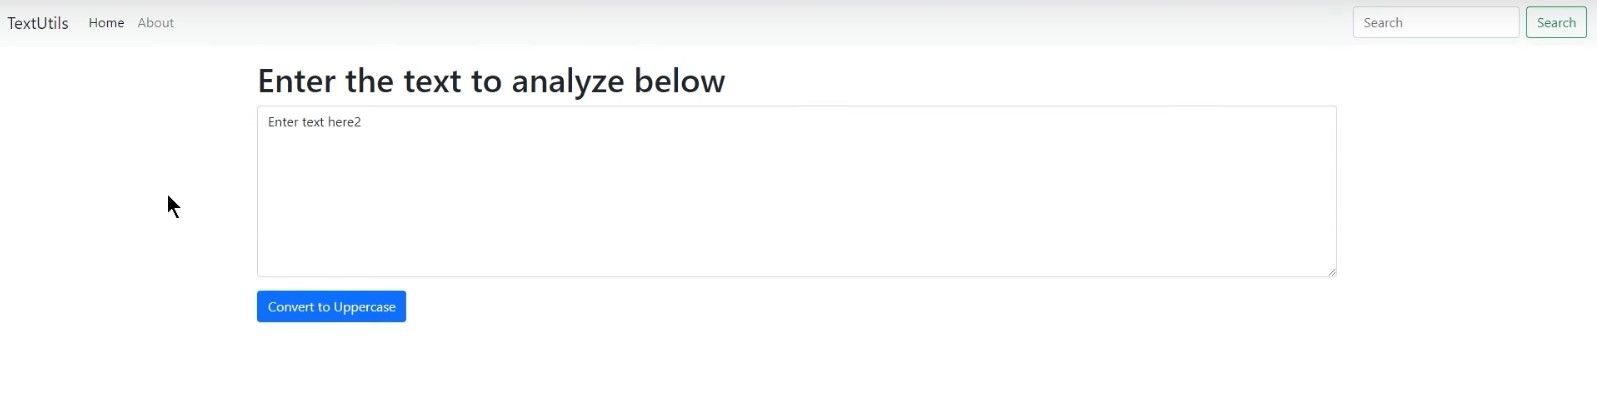 TextUtils Home About Search Search
Enter the text to analyze below
Enter text here2
Convert to Uppercase